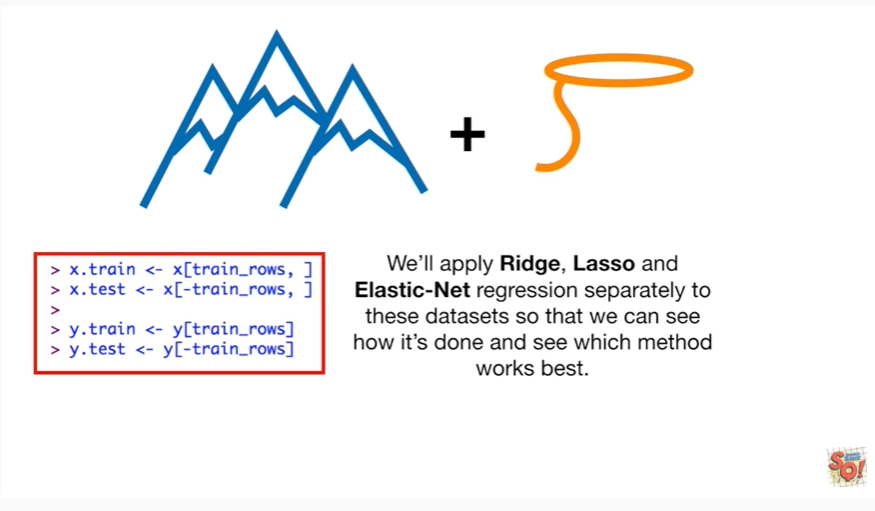 > x.train <- x[train_rows, ]
> x.test <- x[-train_rows, ]
>
> y.train <- y[train_rows]
> y.test <- y[-train_rows]
We'll apply Ridge, Lasso and
Elastic-Net regression separately to
these datasets so that we can see
how it's done and see which method
works best.
+
SQ!